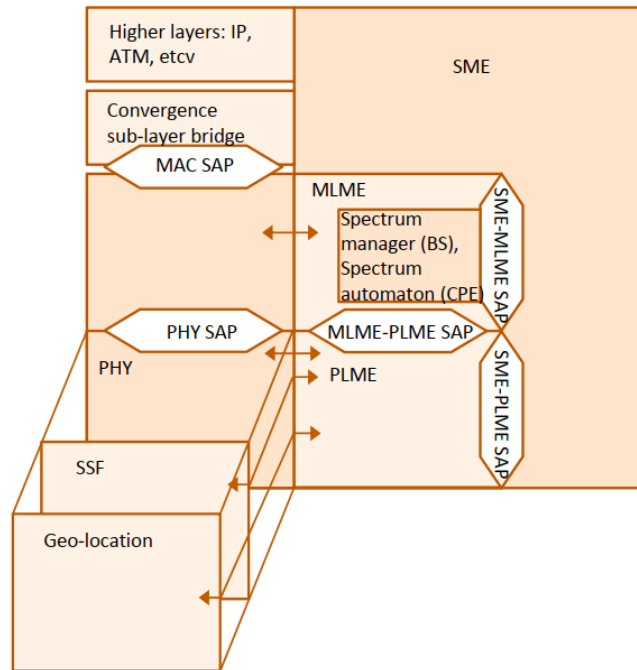 Higher layers: IP,
ATM, etcv
SME
Convergence
sub-layer bridge
MAC SAP
MLME
SME-MLME SAP
Spectrum
manager (BS),
Spectrum
automaton (CPE)
PHY SAP
MLME-PLME SAP
PHY
PLME
SME-PLME SAP
SSF
Geo-location